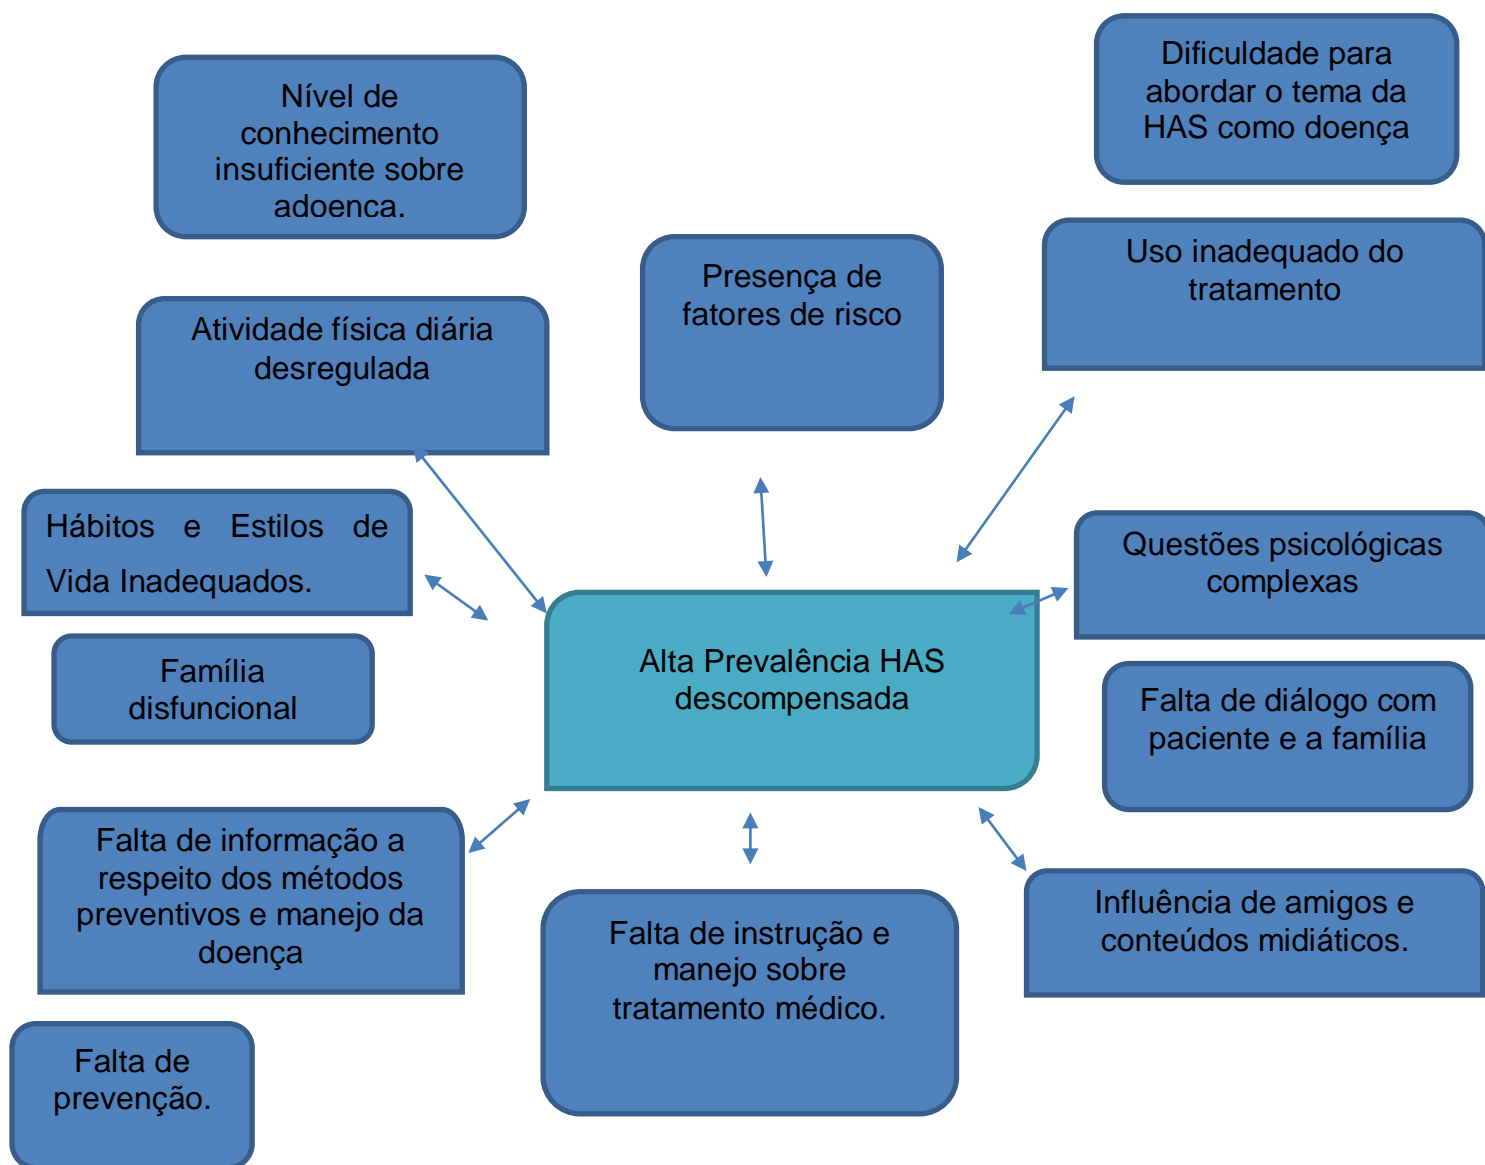 Nível de
conhecimento
insuficiente sobre
adoenca.
Dificuldade para
abordar o tema da
HAS como doença
Presença de
fatores de risco
Uso inadequado do
tratamento
Atividade física diária
desregulada
Hábitos e Estilos de
Vida Inadequados.
Questões psicológicas
complexas
Família
disfuncional
Alta Prevalência HAS
descompensada
Falta de diálogo com
paciente e a família
Falta de informação a
respeito dos métodos
preventivos e manejo da
doença
Falta de instrução e
manejo sobre
tratamento médico.
Influência de amigos e
conteúdos midiáticos.
Falta de
prevenção.